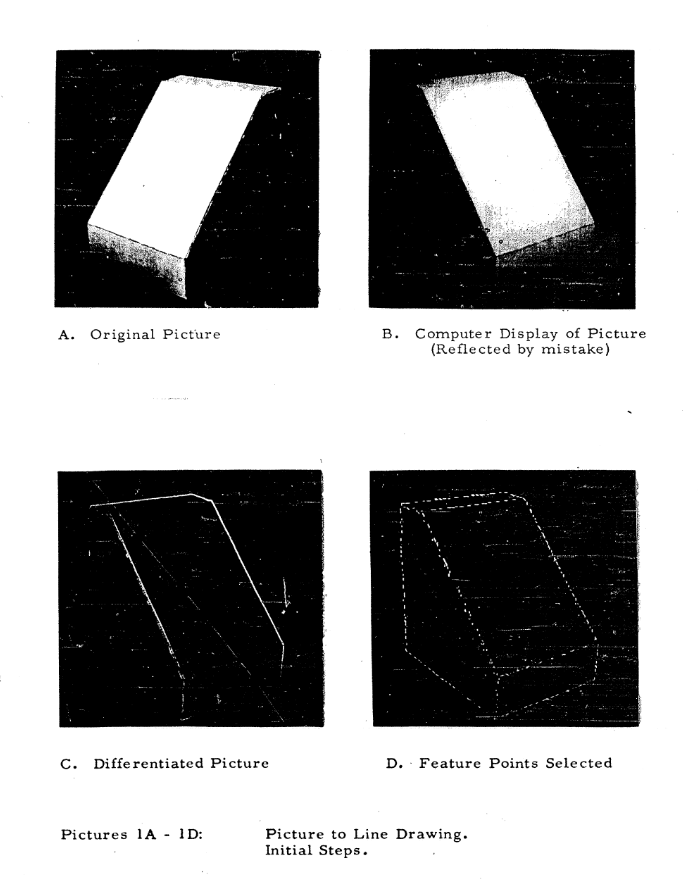 A. Original Picture
B. Computer Display of Picture
(Reflected by mistake)
C. Differentiated Picture
D. Feature Points Selected
Pictures 1A - 1D: Picture to Line Drawing.
Initial Steps.